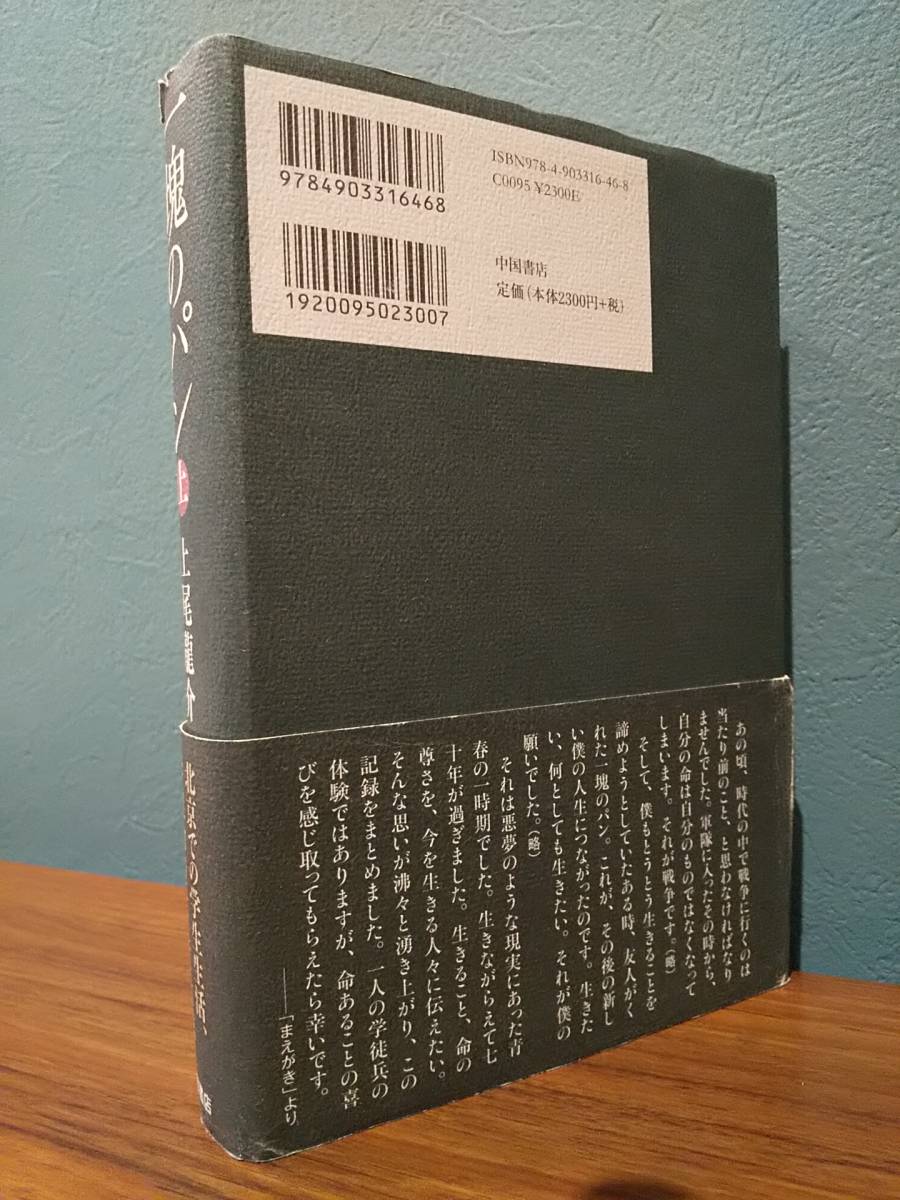 一塊のパン
上
上尾龍介
北京での学生生活、
書店
ISBN978-4-903316-46-8
C0095 ¥2300E
9784903316468
中国書店
定価(本体2300円+税)
1920095023007
あの頃、時代の中で戦争に行くのは
当たり前のこと、と思わなければなり
ませんでした。軍隊に入ったその時から、
自分の命は自分のものではなくなって
しまいます。それが戦争です。(略)
そして、僕もとうとう生きることを
諦めようとしていたある時、友人がく
れた一塊のパン。これが、その後の新し
い僕の人生につながったのです。生きた
い、何としても生きたい。それが僕の
願いでした。(略)
それは悪夢のような現実にあった青
春の一時期でした。生きながらえて七
十年が過ぎました。生きること、命の
尊さを、今を生きる人々に伝えたい。
そんな思いが沸々と湧き上がり、この
記録をまとめました。一人の学徒兵の
体験ではありますが、命あることの喜
びを感じ取ってもらえたら幸いです。
――「まえがき」より